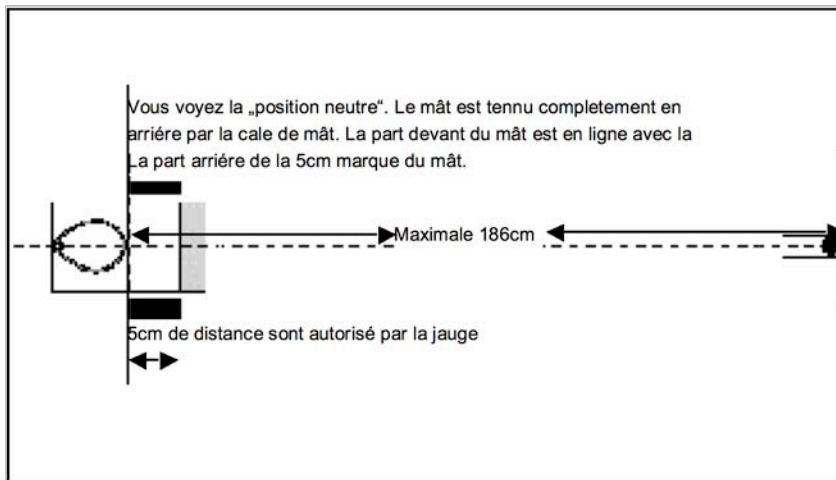 Vous voyez la „position neutre“. Le mât est tennu completement en
arriére par la cale de mât. La part devant du mât est en ligne avec la
La part arriére de la 5cm marque du mât.
Maximale 186cm
5cm de distance sont autorisé par la jauge